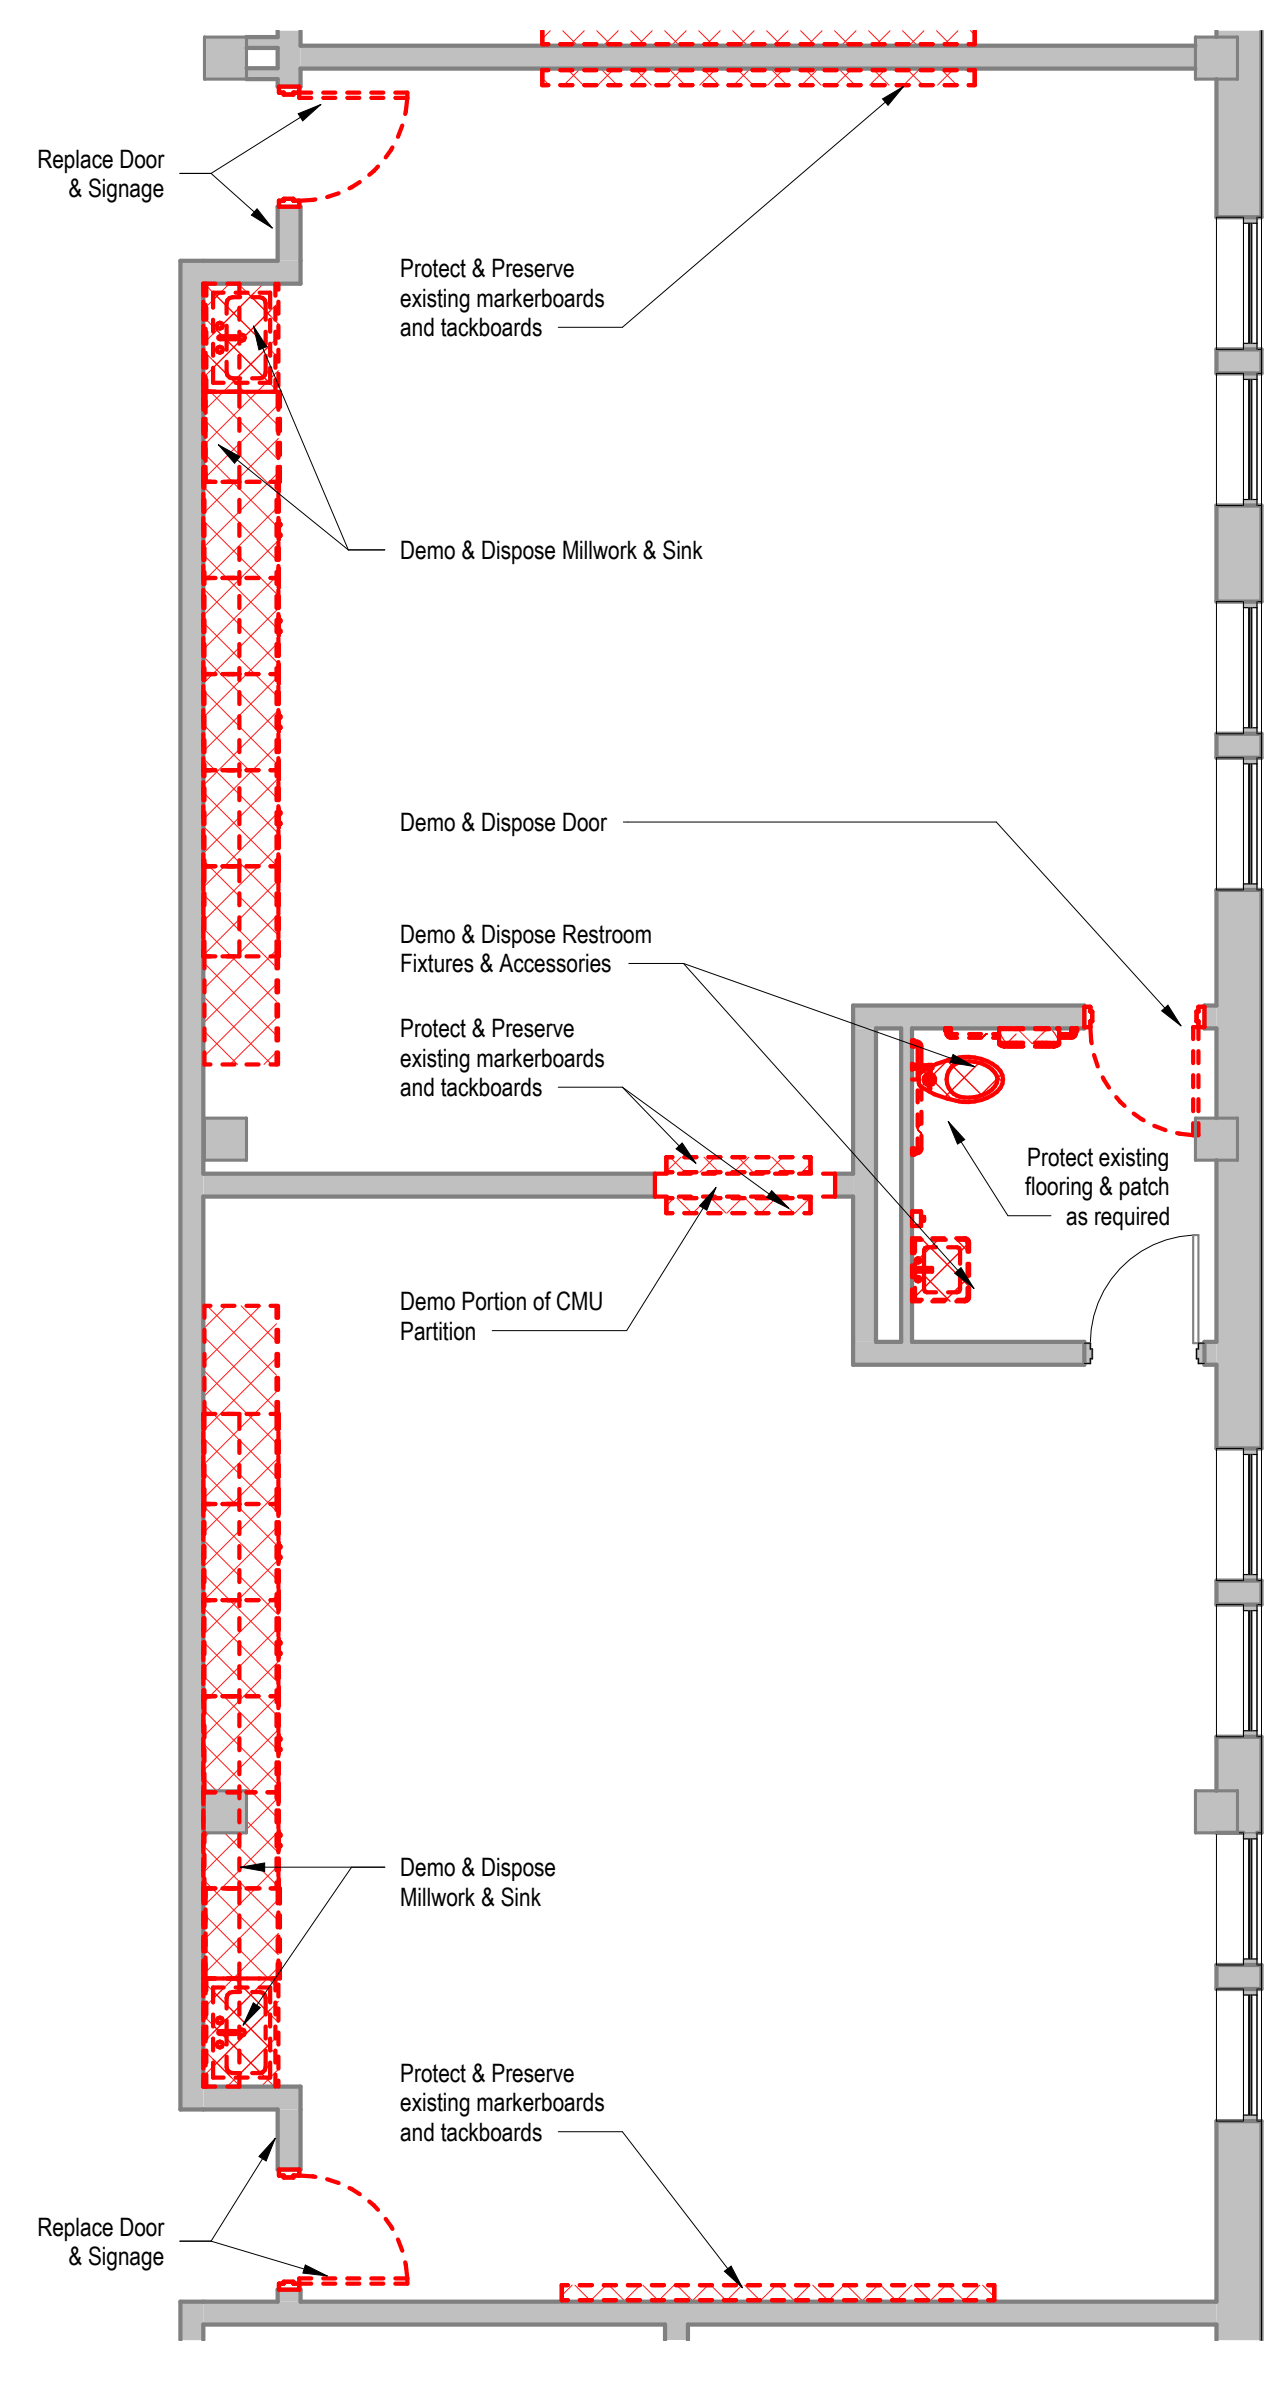 Replace Door
& Signage
Protect & Preserve
existing markerboards
and tackboards
Demo & Dispose Millwork & Sink
Demo & Dispose Door
Demo & Dispose Restroom
Fixtures & Accessories
Protect & Preserve
existing markerboards
and tackboards
Protect existing
flooring & patch
as required
Demo Portion of CMU
Partition
Demo & Dispose
Millwork & Sink
Protect & Preserve
existing markerboards
and tackboards
Replace Door
& Signage